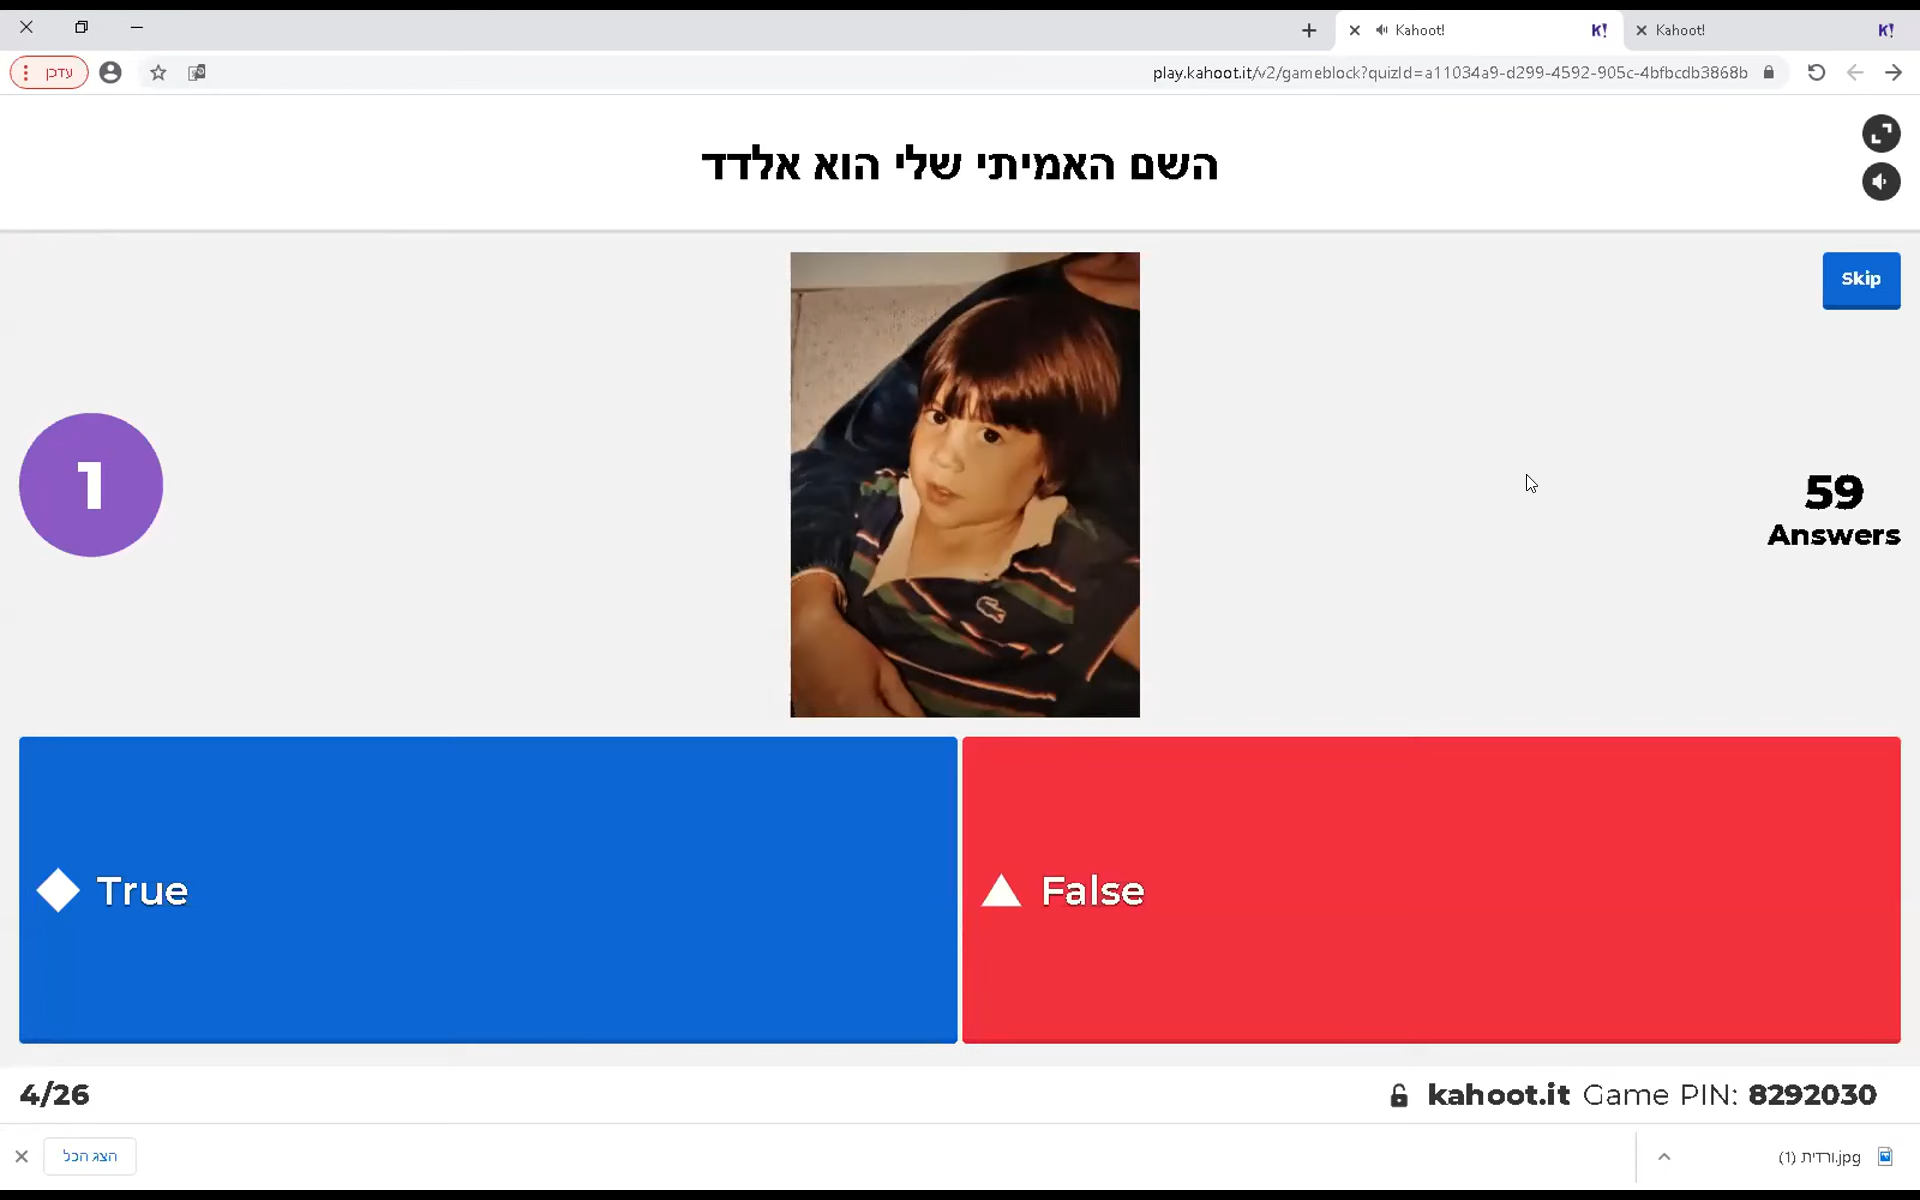 Kahoot!
Kahoot!
עדכן
play.kahoot.it/v2/gameblock?quizId=a11034a9-d299-4592-905c-4bfbcdb3868b
השם האמיתי שלי הוא אלדד
Skip
1
59
Answers
True
False
4/26
kahoot.it Game PIN: 8292030
הצג הכל
ורדית (1).jpg